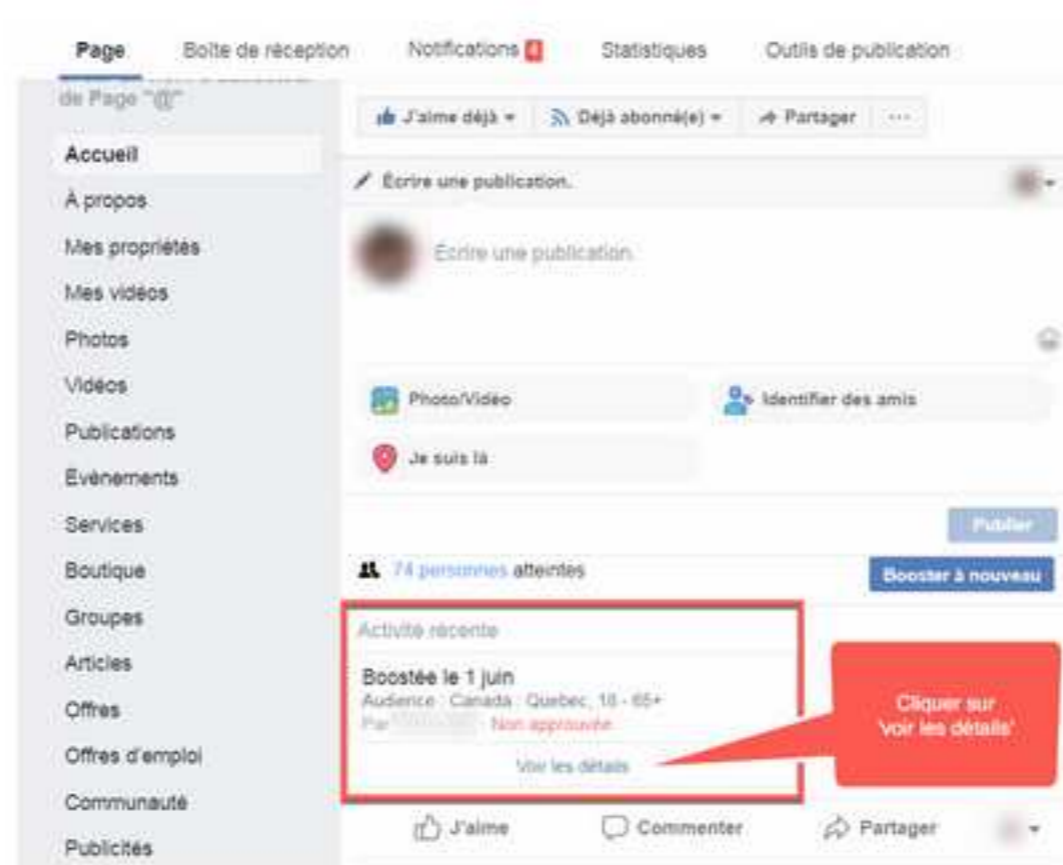 Page Boîte de réception Notifications 4 Statistiques Outils de publication
de Page "@"
Accueil
À propos
Mes propriétés
Mes vidéos
Photos
Vidéos
Publications
Évènements
Services
Boutique
Groupes
Articles
Offres
Offres d'emploi
Communauté
Publicités
J'aime déjà Déjà abonné(e) Partager ...
Écrire une publication.
Écrire une publication.
Photo/Vidéo Identifier des amis
Je suis là
Publier
74 personnes atteintes Booster à nouveau
Activité récente
Boostée le 1 juin
Audience : Canada : Quebec, 18 - 65+
Par · Non approuvée
Voir les détails
Cliquer sur
'voir les détails'
J'aime Commenter Partager